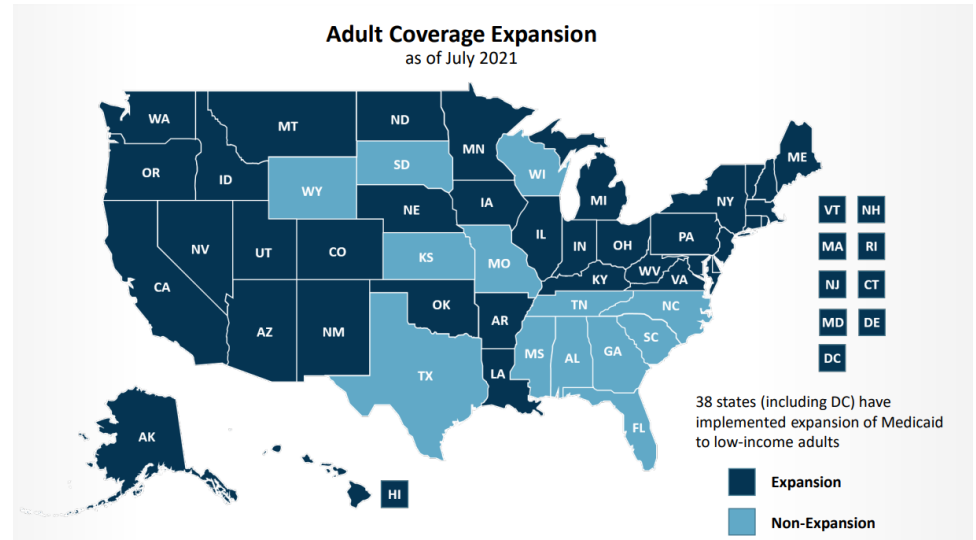 Adult Coverage Expansion
as of July 2021
WA
MT
ND
MN
ME
OR
ID
SD
WI
WY
MI
NY
VT NH
NE
IA
PA
NV
UT
CO
IL
IN
OH
MA RI
KS
MO
WV
VA
CA
KY
NJ CT
OK
TN
NC
AZ
NM
AR
MD DE
SC
MS
AL
GA
DC
TX
LA
38 states (including DC) have
implemented expansion of Medicaid
to low-income adults
FL
AK
HI
Expansion
Non-Expansion